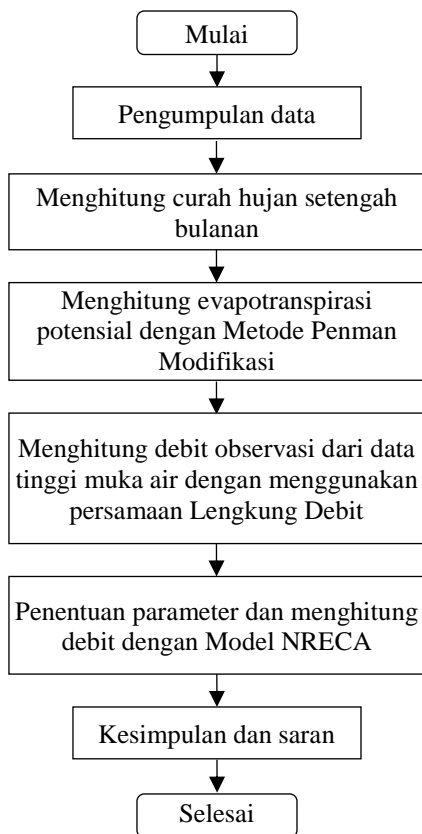 Mulai
Pengumpulan data
Menghitung curah hujan setengah
bulanan
Menghitung evapotranspirasi
potensial dengan Metode Penman
Modifikasi
Menghitung debit observasi dari data
tinggi muka air dengan menggunakan
persamaan Lengkung Debit
Penentuan parameter dan menghitung
debit dengan Model NRECA
Kesimpulan dan saran
Selesai